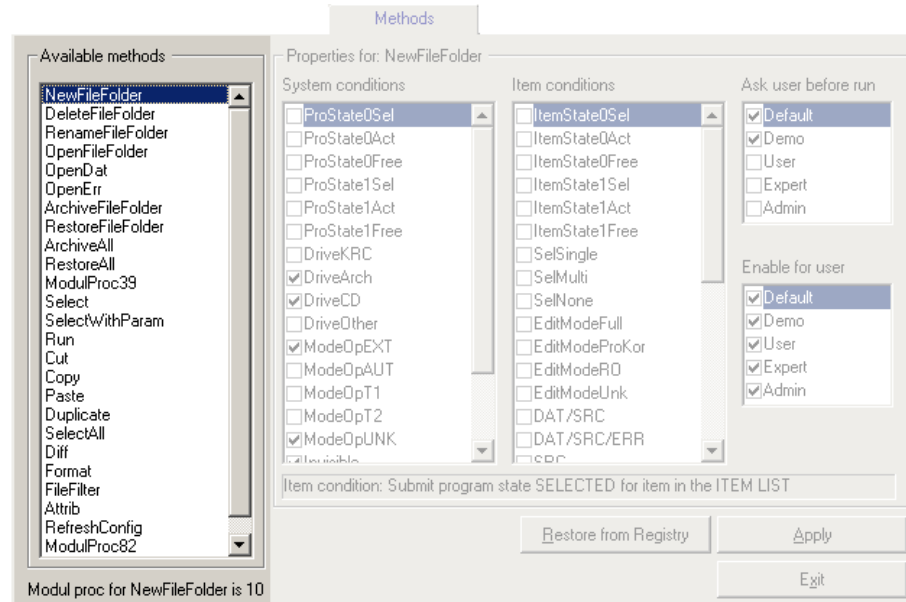 Methods
Available methods
NewFileFolder
DeleteFileFolder
RenameFileFolder
OpenFileFolder
OpenDat
OpenErr
ArchiveFileFolder
RestoreFileFolder
ArchiveAll
RestoreAll
ModulProc39
Select
SelectWithParam
Run
Cut
Copy
Paste
Duplicate
SelectAll
Diff
Format
FileFilter
Attrib
RefreshConfig
ModulProc82
Modul proc for NewFileFolder is 10
Properties for: NewFileFolder
System conditions
ProState0Sel
ProState0Act
ProState0Free
ProState1Sel
ProState1Act
ProState1Free
DriveKRC
DriveArch
DriveCD
DriveOther
ModeOpEXT
ModeOpAUT
ModeOpT1
ModeOpT2
ModeOpUNK
Invisible
Item conditions
ItemState0Sel
ItemState0Act
ItemState0Free
ItemState1Sel
ItemState1Act
ItemState1Free
SelSingle
SelMulti
SelNone
EditModeFull
EditModeProKor
EditModeRO
EditModeUnk
DAT/SRC
DAT/SRC/ERR
SRC
Ask user before run
Default
Demo
User
Expert
Admin
Enable for user
Default
Demo
User
Expert
Admin
Item condition: Submit program state SELECTED for item in the ITEM LIST
Restore from Registry
Apply
Exit